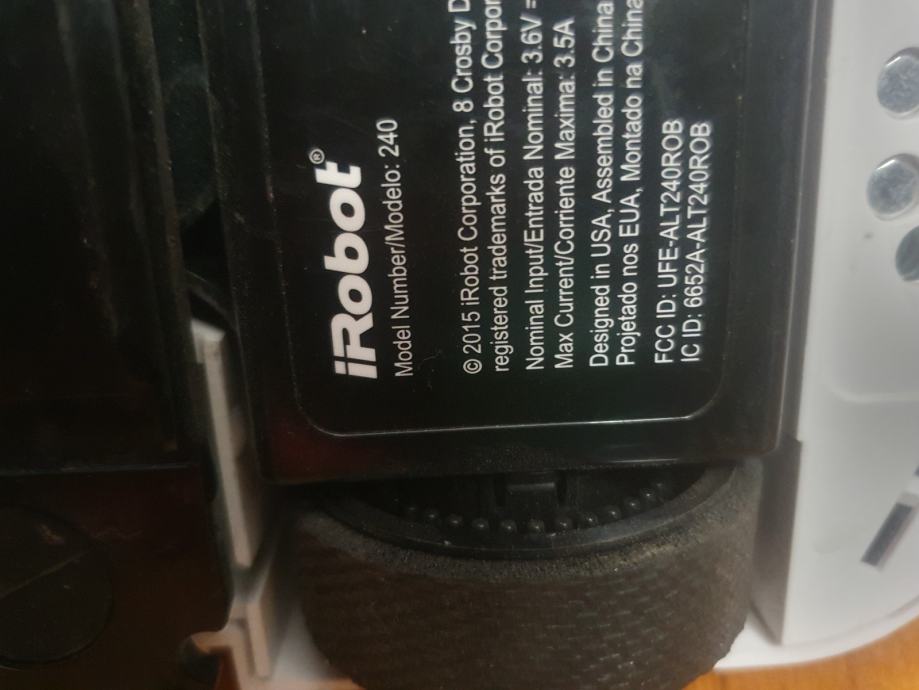 iRobot®
Model Number/Modelo: 240
© 2015 iRobot Corporation, 8 Crosby D
registered trademarks of iRobot Corpor
Nominal Input/Entrada Nominal: 3.6V =
Max Current/Corriente Maxima: 3.5A
Designed in USA, Assembled in China
Projetado nos EUA, Montado na China
FCC ID: UFE-ALT240ROB
IC ID: 6652A-ALT240ROB